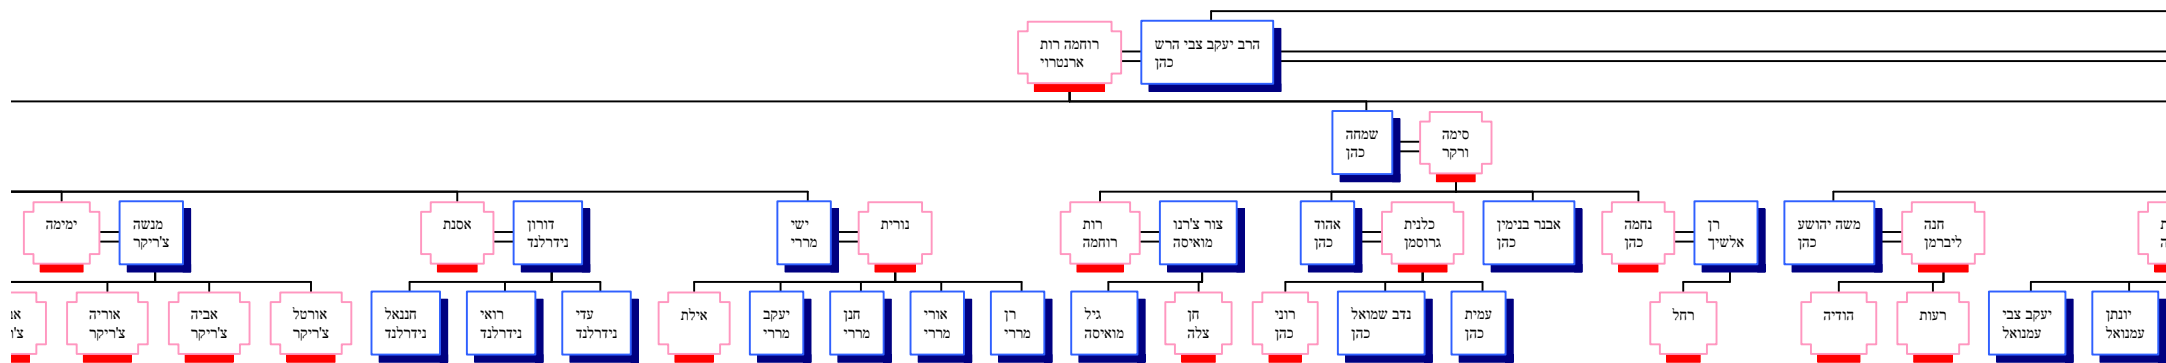 הרב יעקב צבי הרש
כהן
רוחמה רות
ארנטרוי
סימה
ורקר
שמחה
כהן
משה יהושע
כהן
חנה
ליברמן
רן
אלשיך
נחמה
כהן
אבנר בנימין
כהן
כלנית
גרוסמן
אהוד
כהן
צור צ'רנו
מואיסה
רות
רוחמה
נורית
ישי
מררי
דורון
נידרלנד
אסנת
מנשה
צ'ריקר
ימימה
יונתן
עמנואל
יעקב צבי
עמנואל
רעות
הודיה
רחל
עמית
כהן
נדב שמואל
כהן
רוני
כהן
חן
צלה
גיל
מואיסה
רן
מררי
אורי
מררי
חנן
מררי
יעקב
מררי
אילת
עדי
נידרלנד
רואי
נידרלנד
חננאל
נידרלנד
אורטל
צ'ריקר
אביה
צ'ריקר
אוריה
צ'ריקר